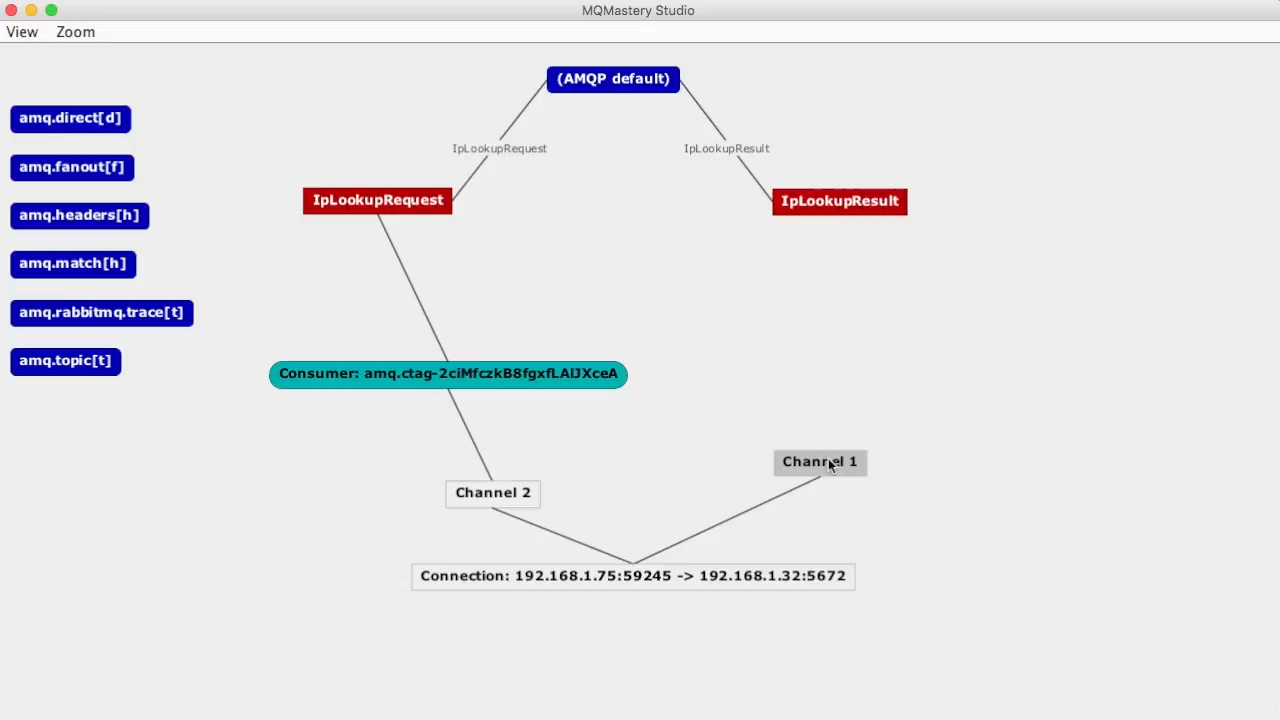 MQMastery Studio
View Zoom
(AMQP default)
amq.direct[d]
IpLookupRequest
IpLookupResult
amq.fanout[f]
IpLookupRequest
IpLookupResult
amq.headers[h]
amq.match[h]
amq.rabbitmq.trace[t]
amq.topic[t]
Consumer: amq.ctag-2ciMfczkB8fgxfLAlJXceA
Channel 1
Channel 2
Connection: 192.168.1.75:59245 -> 192.168.1.32:5672